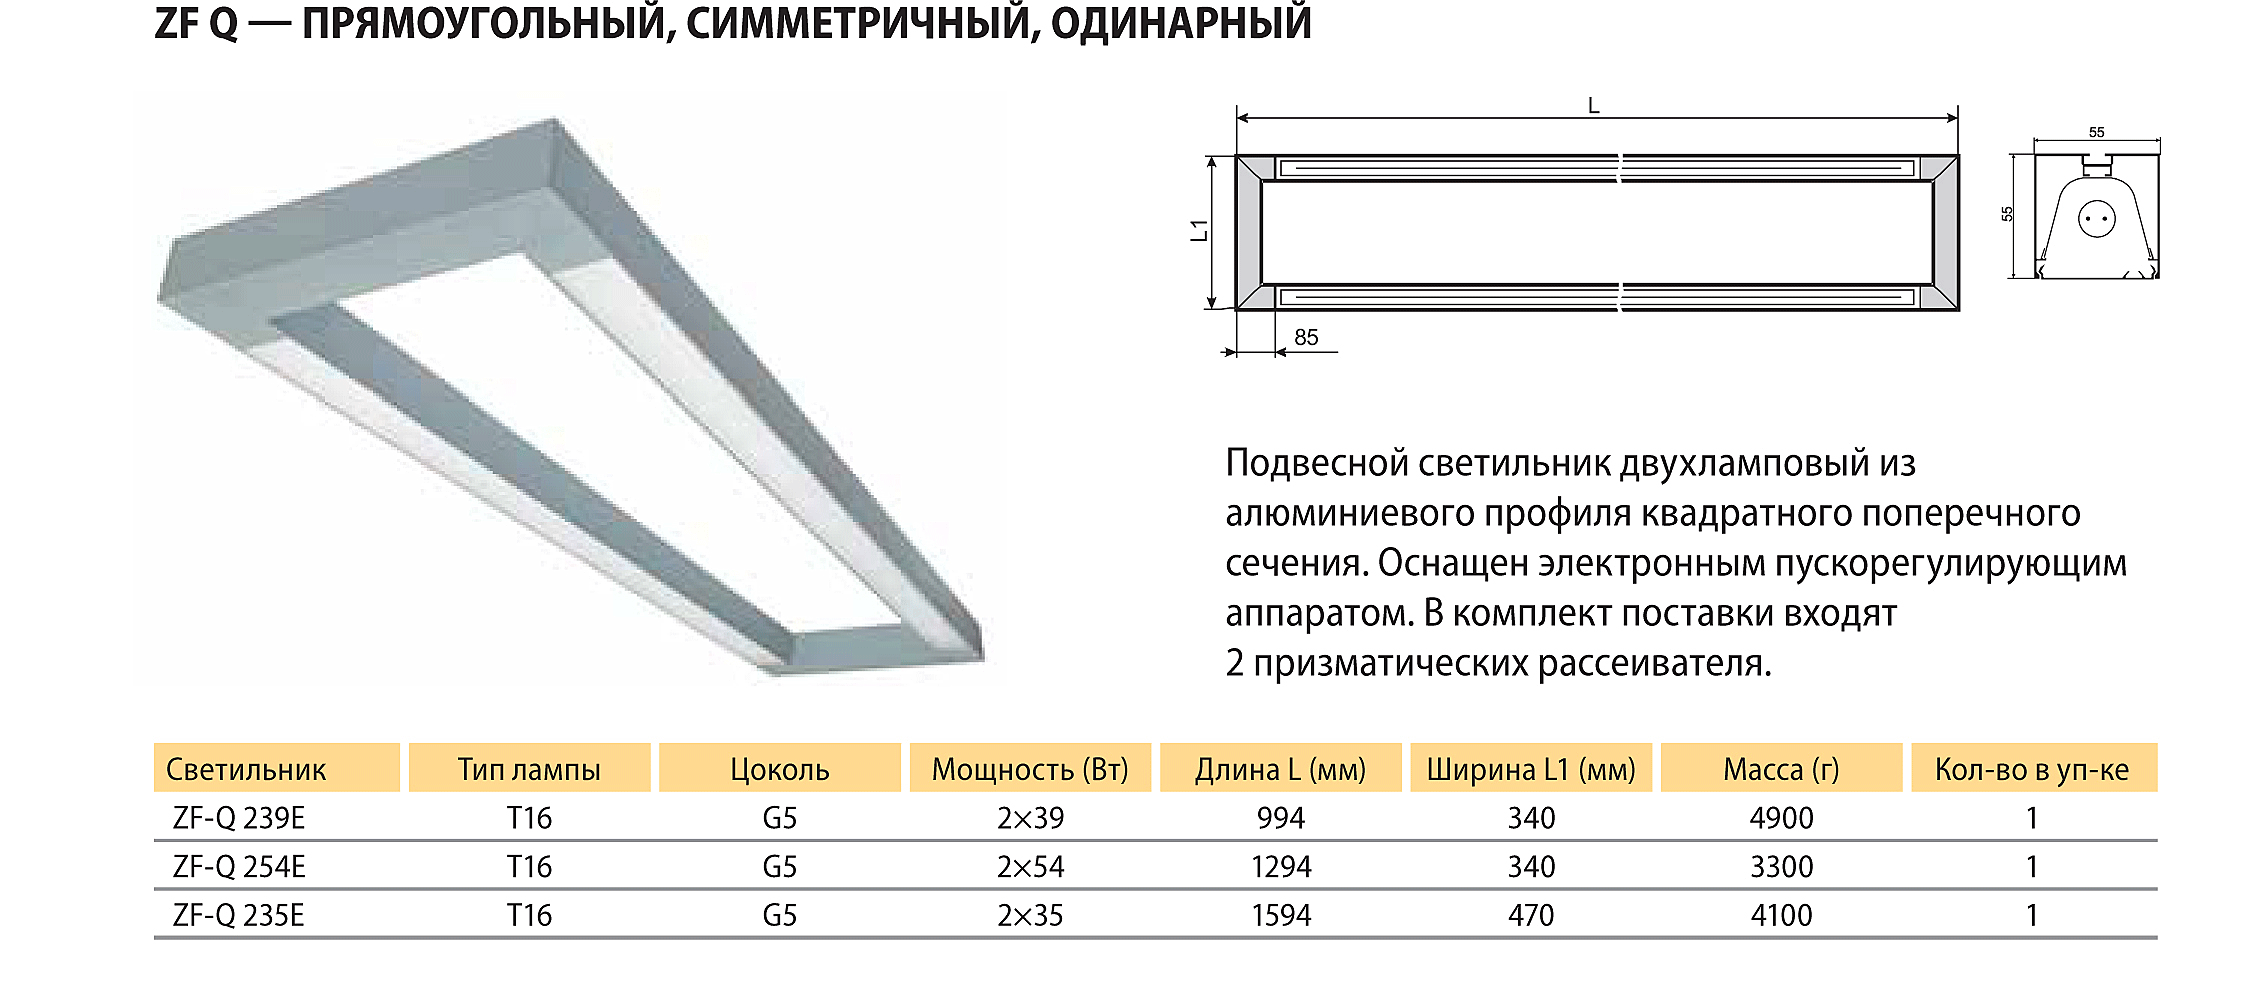 ZF Q — ПРЯМОУГОЛЬНЫЙ, СИММЕТРИЧНЫЙ, ОДИНАРНЫЙ
L
55
L1
55
85
Подвесной светильник двухламповый из
алюминиевого профиля квадратного поперечного
сечения. Оснащен электронным пускорегулирующим
аппаратом. В комплект поставки входят
2 призматических рассеивателя.
Светильник Тип лампы Цоколь Мощность (Вт) Длина L (мм) Ширина L1 (мм) Масса (г) Кол-во в уп-ке
ZF-Q 239E T16 G5 2×39 994 340 4900 1
ZF-Q 254E T16 G5 2×54 1294 340 3300 1
ZF-Q 235E T16 G5 2×35 1594 470 4100 1